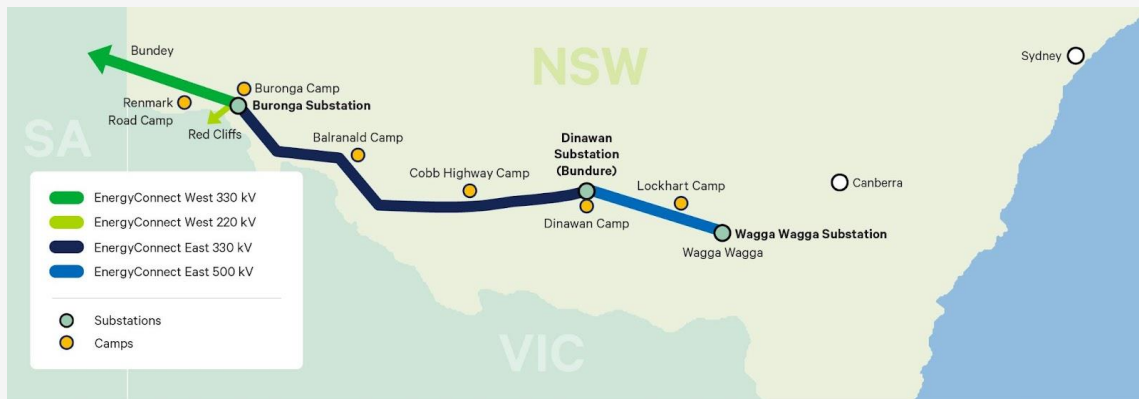 NSW
Sydney
Bundey
Buronga Camp
Renmark
Road Camp
Buronga Substation
Red Cliffs
SA
Balranald Camp
Dinawan
Substation
(Bundure)
Cobb Highway Camp
Lockhart Camp
Canberra
Dinawan Camp
Wagga Wagga Substation
Wagga Wagga
EnergyConnect West 330 kV
EnergyConnect West 220 kV
EnergyConnect East 330 kV
EnergyConnect East 500 kV
Substations
Camps
VIC